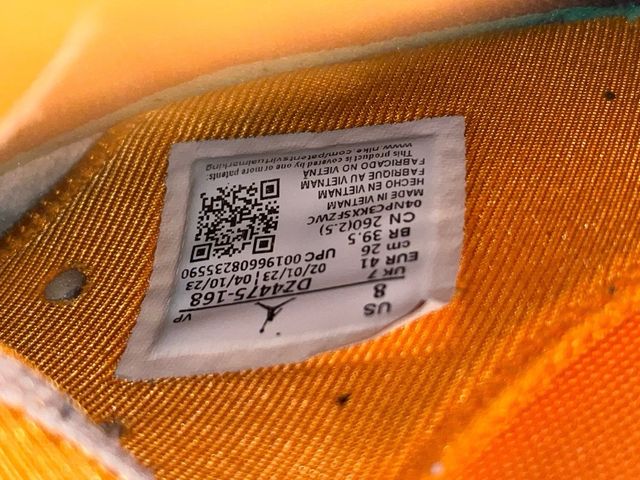 US
8
UK 7
EUR 41
cm 26
BR 39.5
CN 260(2.5)
VP
DZ4475-168
02/01/23 04/10/23
UPC 00196608235590
04NPC3KXSFZWC
MADE IN VIETNAM
HECHO EN VIETNAM
FABRIQUE AU VIETNAM
FABRICADO NO VIETNÃ
This product is covered by one or more patents:
www.nike.com/patentsvirtualmarking